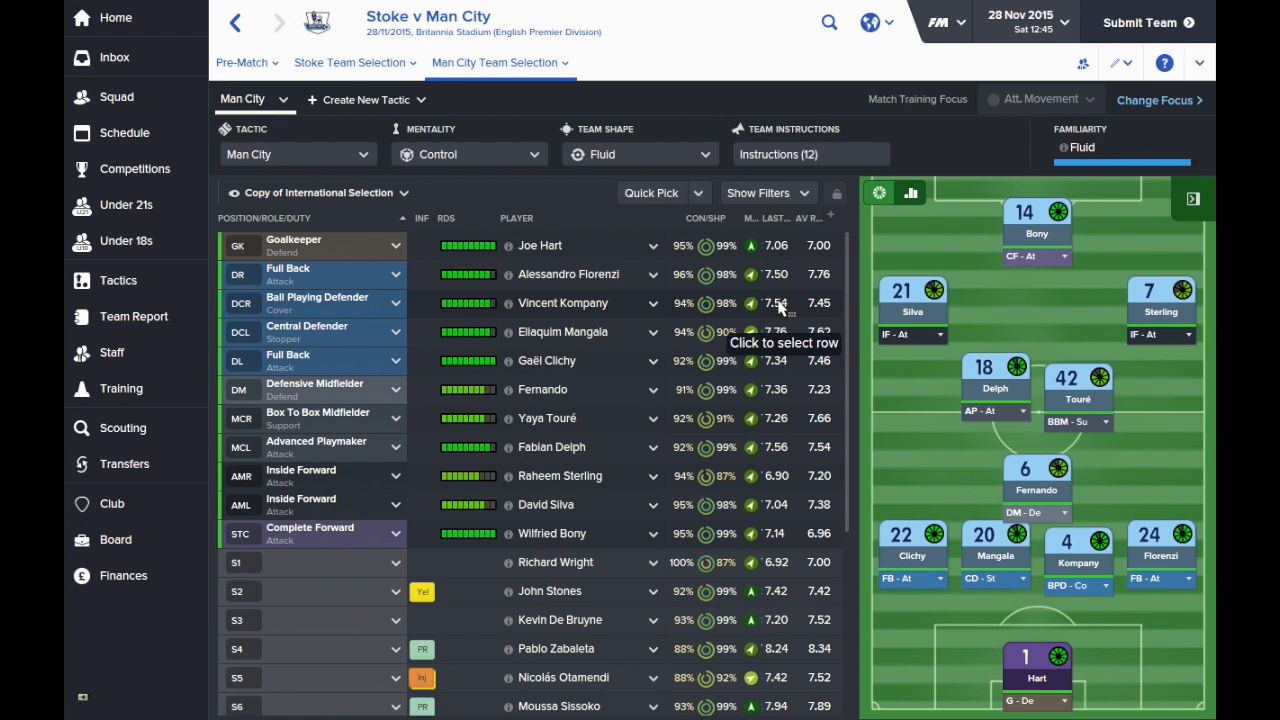 Home
Inbox
Squad
Schedule
Competitions
Under 21s
U21
Under 18s
U18
Tactics
Team Report
Staff
Training
Scouting
Transfers
Club
Board
Finances
Stoke v Man City
28/11/2015, Britannia Stadium (English Premier Division)
FM
28 Nov 2015
Sat 12:45
Submit Team
Pre-Match
Stoke Team Selection
Man City Team Selection
?
Man City
+ Create New Tactic
Match Training Focus
Att. Movement
Change Focus >
TACTIC
Man City
MENTALITY
Control
TEAM SHAPE
Fluid
TEAM INSTRUCTIONS
Instructions (12)
FAMILIARITY
Fluid
Copy of International Selection
Quick Pick
Show Filters
POSITION/ROLE/DUTY INF RDS PLAYER CON/SHP M... LAST... AV R... +
GK Goalkeeper Defend Joe Hart 95% 99% 7.06 7.00
DR Full Back Attack Alessandro Florenzi 96% 98% 7.50 7.76
DCR Ball Playing Defender Cover Vincent Kompany 94% 98% 7.54 7.45
DCL Central Defender Stopper Eliaquim Mangala 94% 90% 7.76 7.62
Click to select row
DL Full Back Attack Gaël Clichy 92% 99% 7.34 7.46
DM Defensive Midfielder Defend Fernando 91% 99% 7.36 7.23
MCR Box To Box Midfielder Support Yaya Touré 92% 91% 7.26 7.66
MCL Advanced Playmaker Attack Fabian Delph 92% 99% 7.56 7.54
AMR Inside Forward Attack Raheem Sterling 94% 87% 6.90 7.20
AML Inside Forward Attack David Silva 95% 98% 7.04 7.38
STC Complete Forward Attack Wilfried Bony 95% 99% 7.14 6.96
S1 Richard Wright 100% 87% 6.92 7.00
S2 Yel John Stones 92% 99% 7.42 7.42
S3 Kevin De Bruyne 93% 99% 7.20 7.52
S4 PR Pablo Zabaleta 88% 99% 8.24 8.34
S5 Inj Nicolás Otamendi 88% 92% 7.42 7.52
S6 PR Moussa Sissoko 93% 99% 7.94 7.89
14
Bony
CF - At
21
Silva
IF - At
7
Sterling
IF - At
18
Delph
AP - At
42
Touré
BBM - Su
6
Fernando
DM - De
22
Clichy
FB - At
20
Mangala
CD - St
4
Kompany
BPD - Co
24
Florenzi
FB - At
1
Hart
G - De